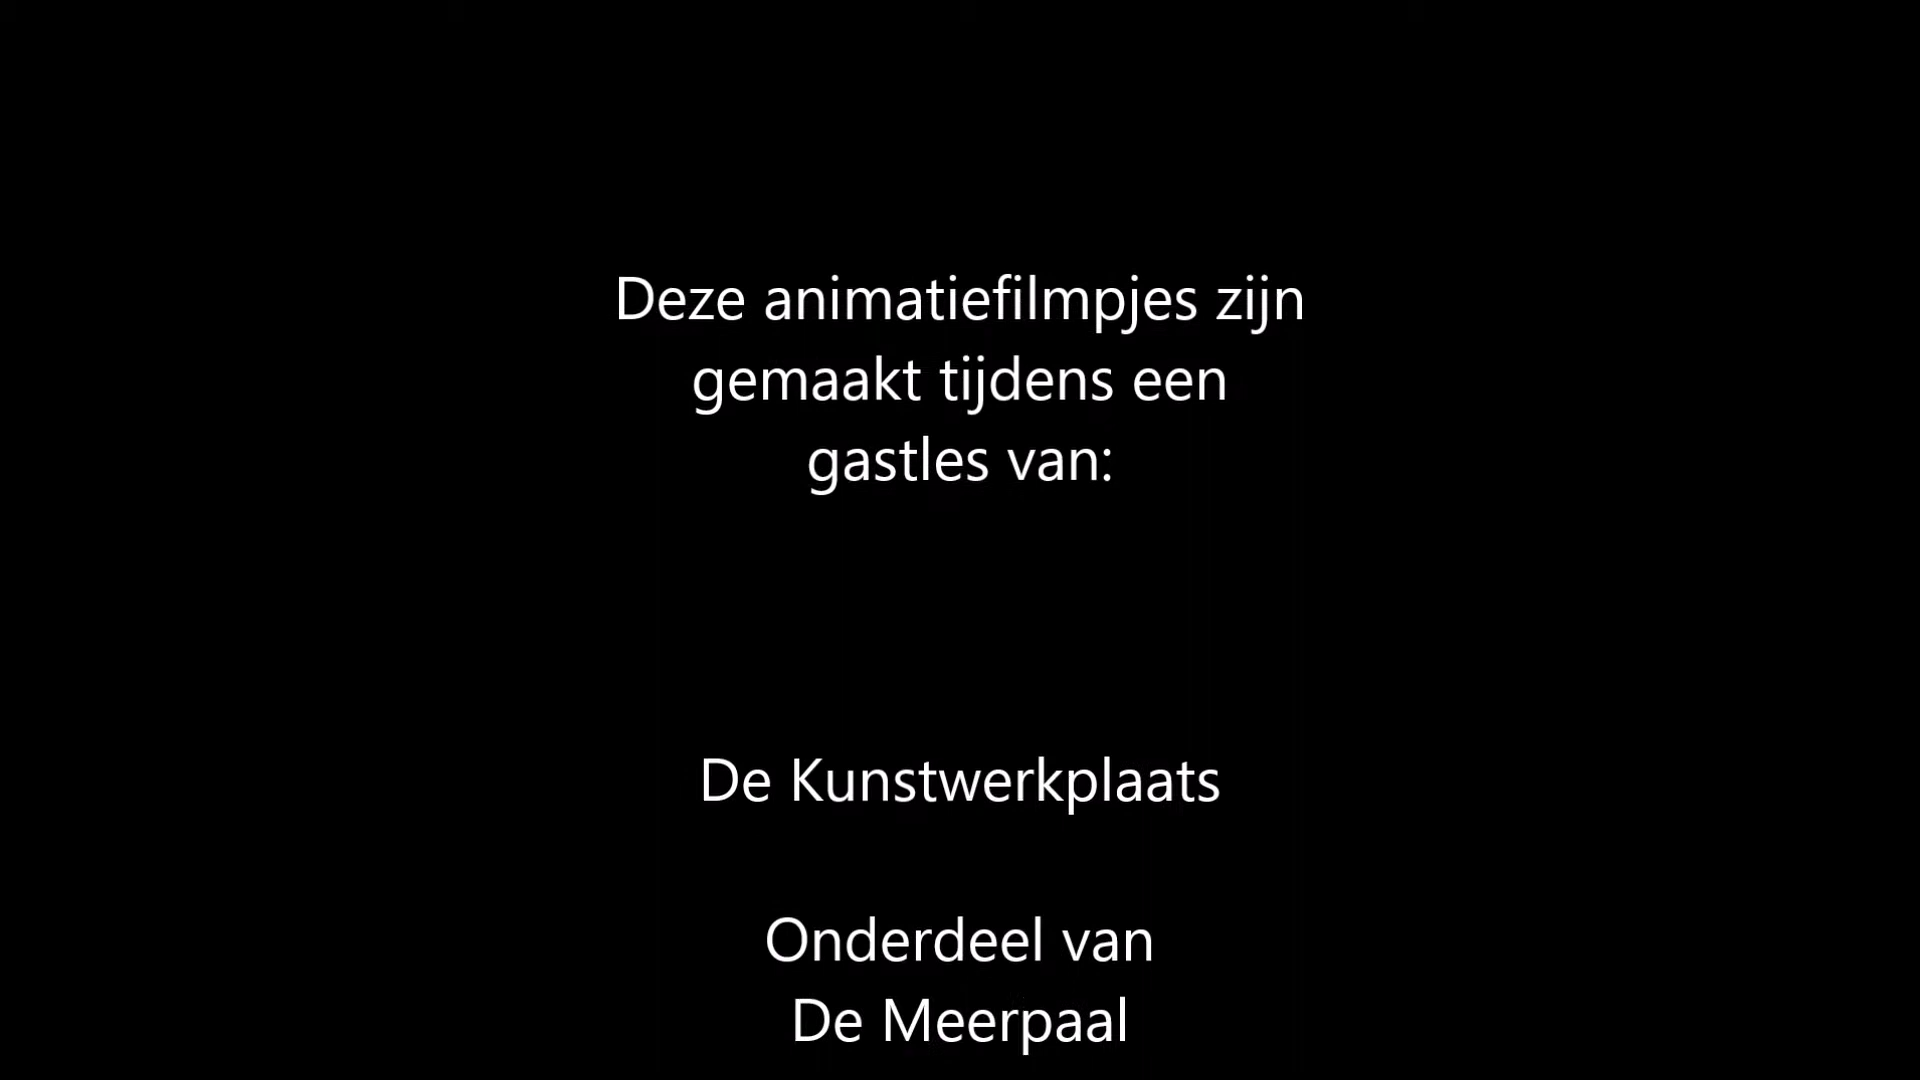 Deze animatiefilmpjes zijn
gemaakt tijdens een
gastles van:
De Kunstwerkplaats
Onderdeel van
De Meerpaal